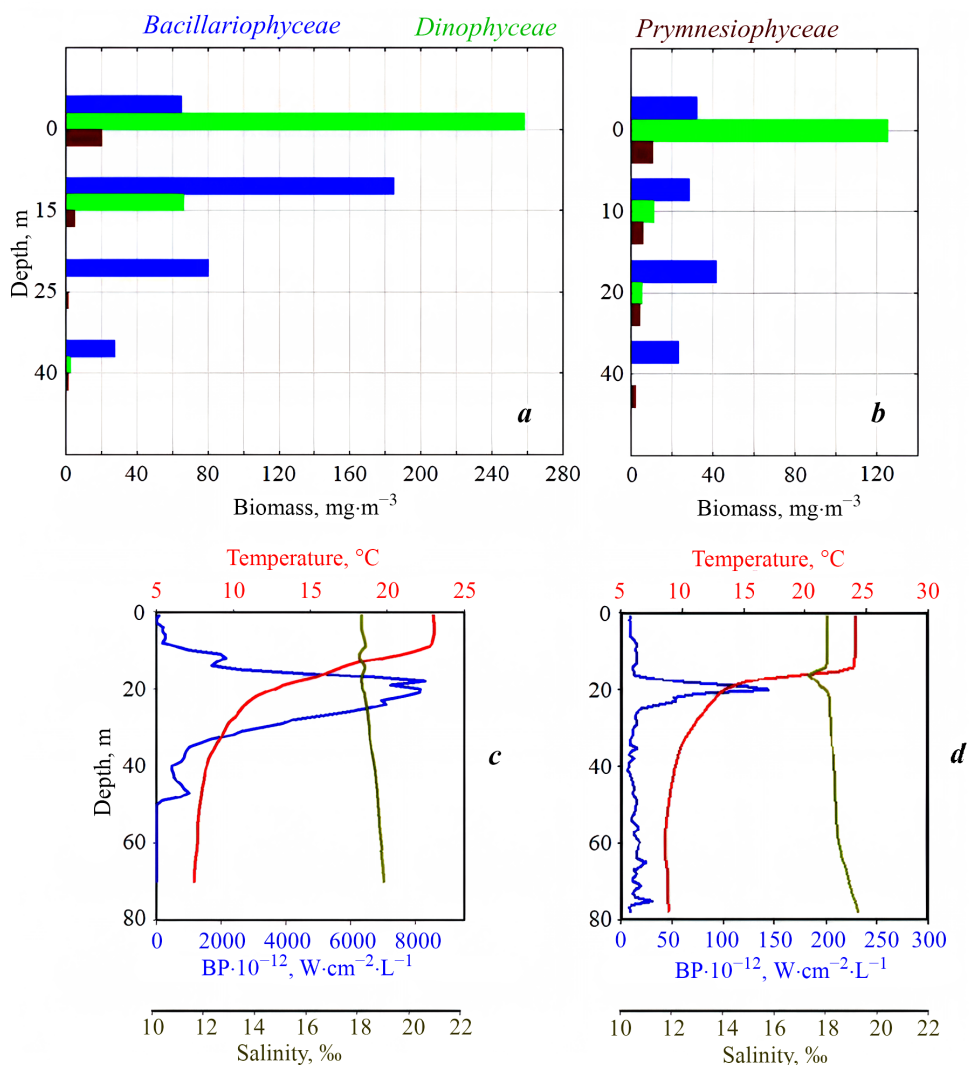 Bacillariophyceae Dinophyceae Prymnesiophyceae
Depth, m
0
15
25
40
a
0 40 80 120 160 200 240 280
Biomass, mg·m⁻³
0
10
20
40
b
0 40 80 120
Biomass, mg·m⁻³
Temperature, °C
5 10 15 20 25
Depth, m
0
20
40
60
80
c
0 2000 4000 6000 8000
BP·10⁻¹², W·cm⁻²·L⁻¹
10 12 14 16 18 20 22
Salinity, ‰
Temperature, °C
5 10 15 20 25 30
0
20
40
60
80
d
0 50 100 150 200 250 300
BP·10⁻¹², W·cm⁻²·L⁻¹
10 12 14 16 18 20 22
Salinity, ‰